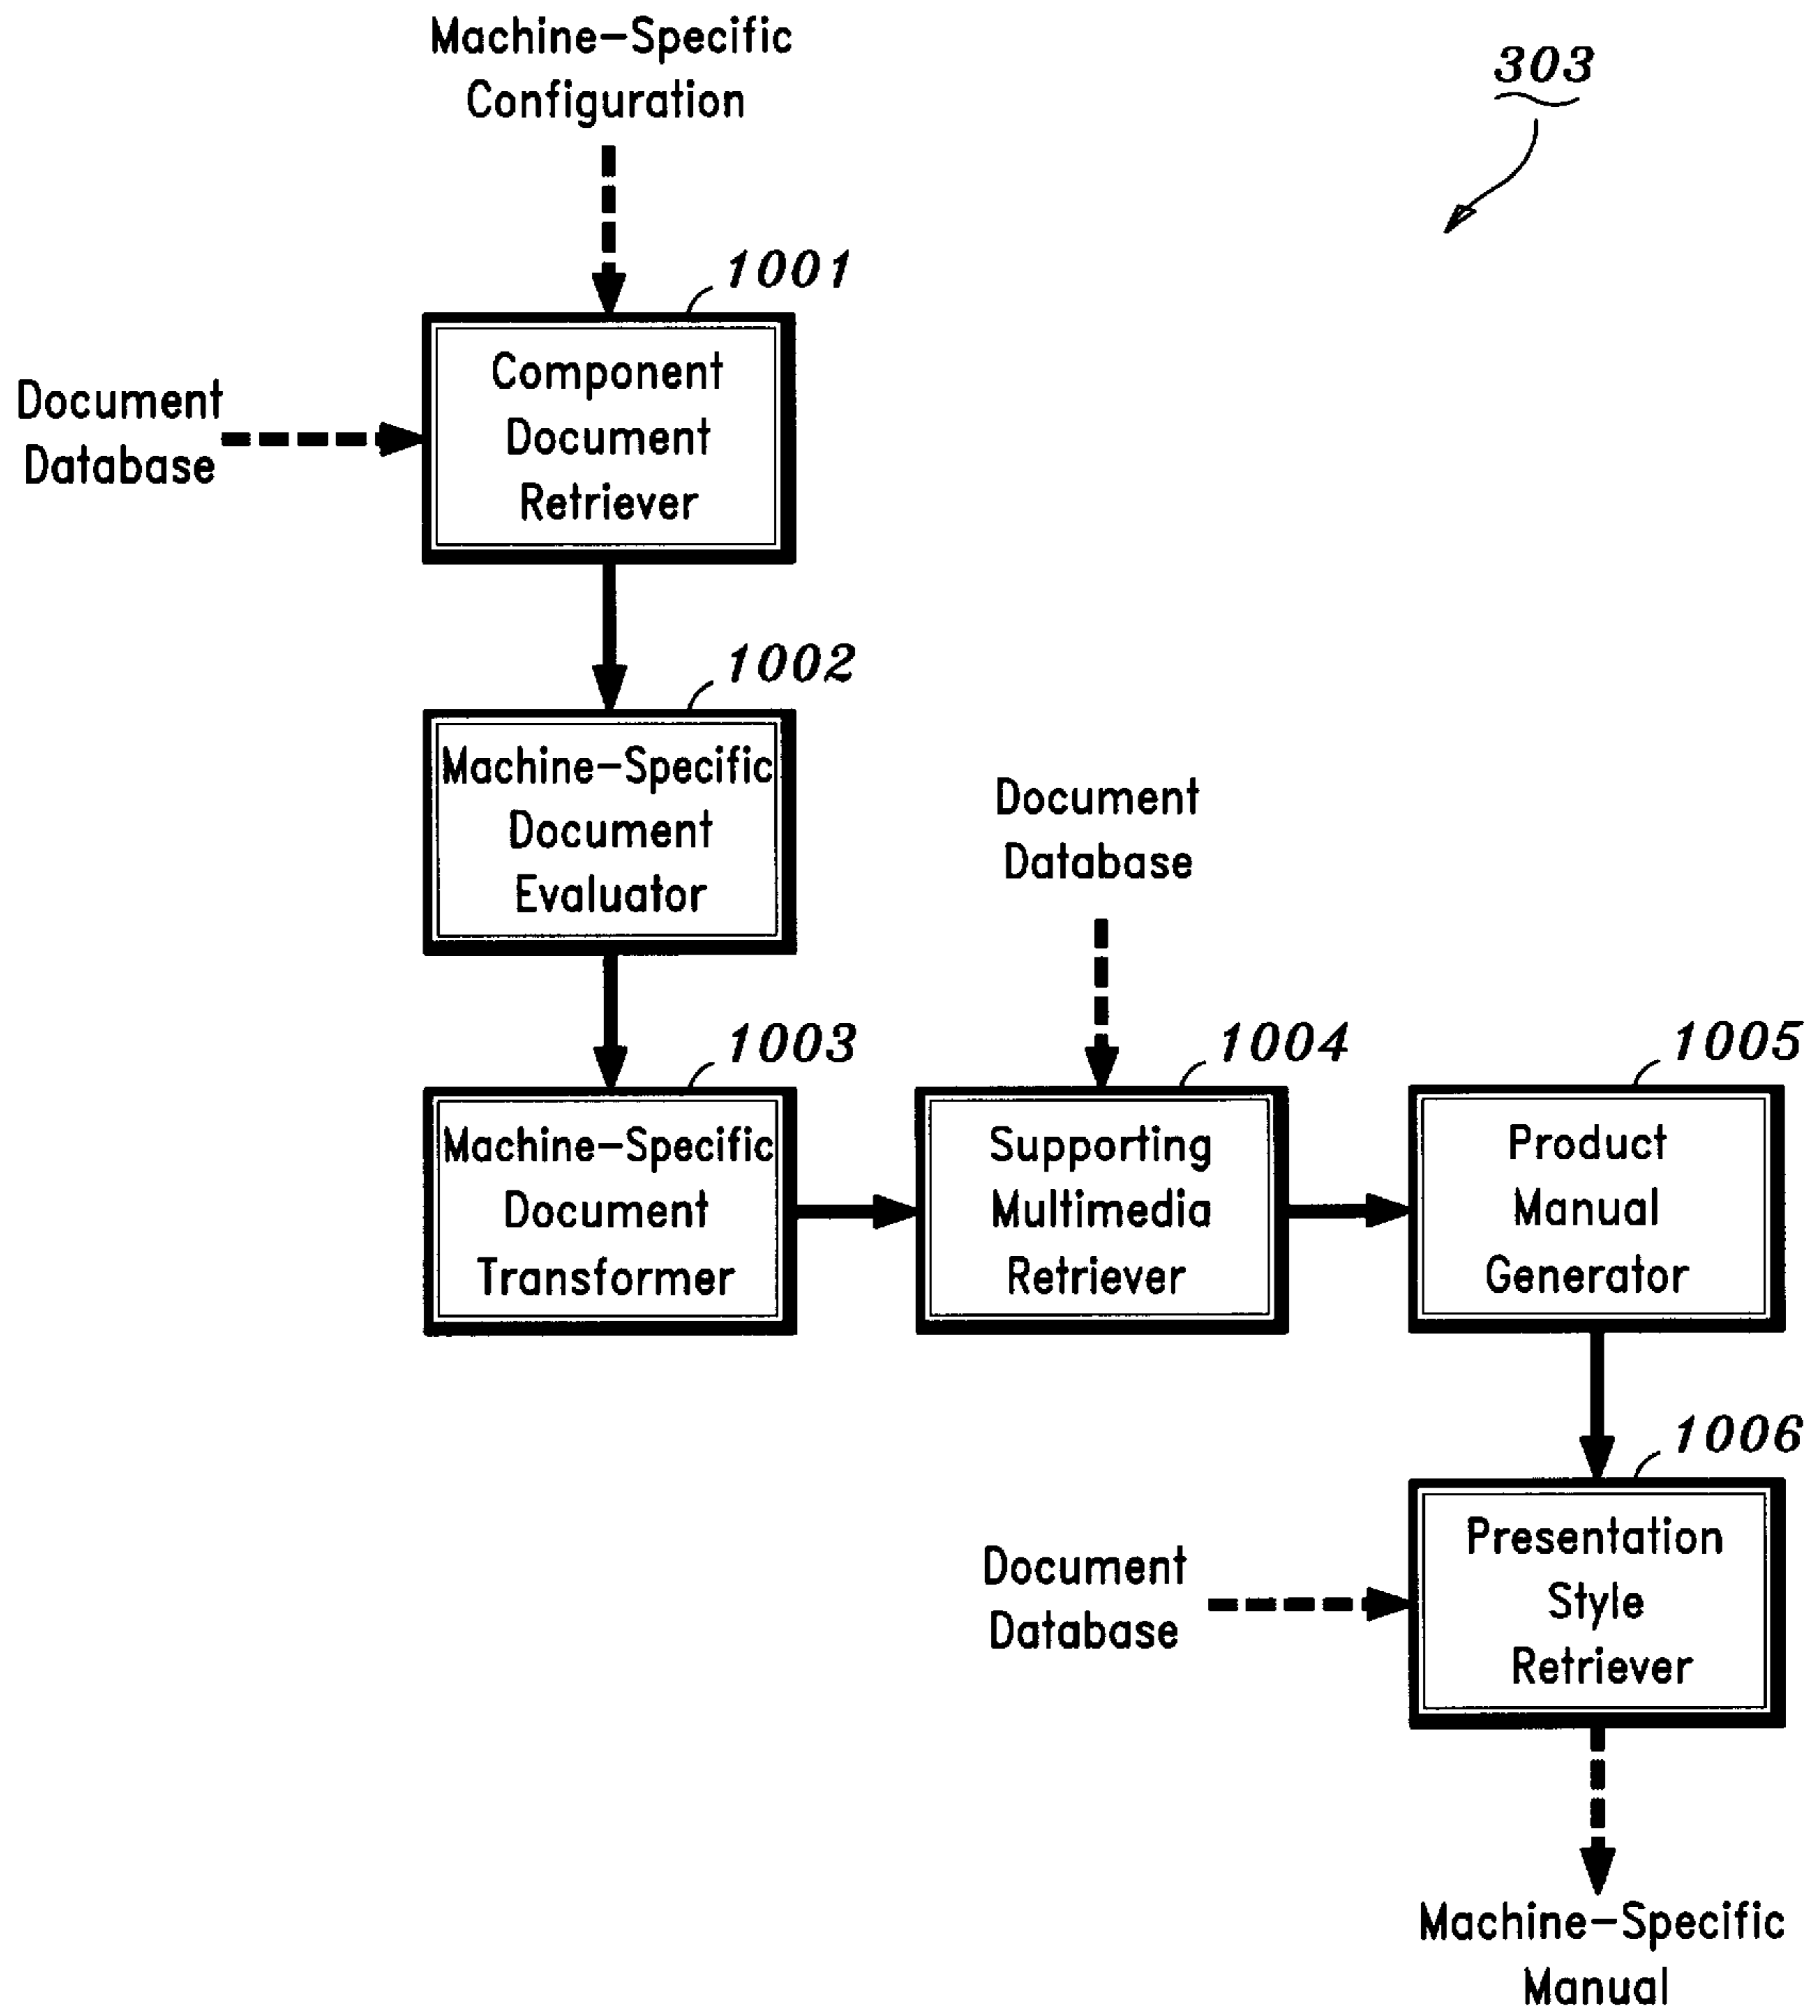 Machine-Specific
Configuration
303
1001
Component
Document
Retriever
Document
Database
1002
Machine-Specific
Document
Evaluator
Document
Database
1003
Machine-Specific
Document
Transformer
1004
Supporting
Multimedia
Retriever
1005
Product
Manual
Generator
1006
Presentation
Style
Retriever
Document
Database
Machine-Specific
Manual